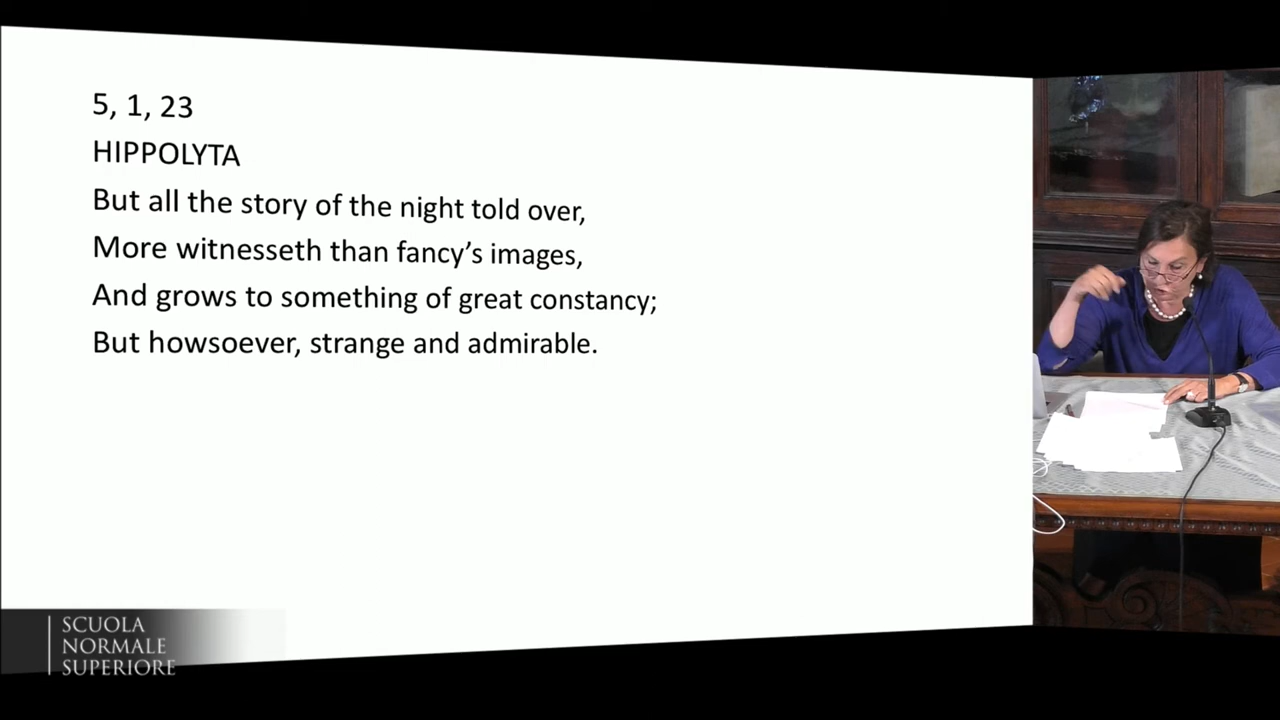 5, 1, 23
HIPPOLYTA
But all the story of the night told over,
More witnesseth than fancy’s images,
And grows to something of great constancy;
But howsoever, strange and admirable.
SCUOLA
NORMALE
SUPERIORE